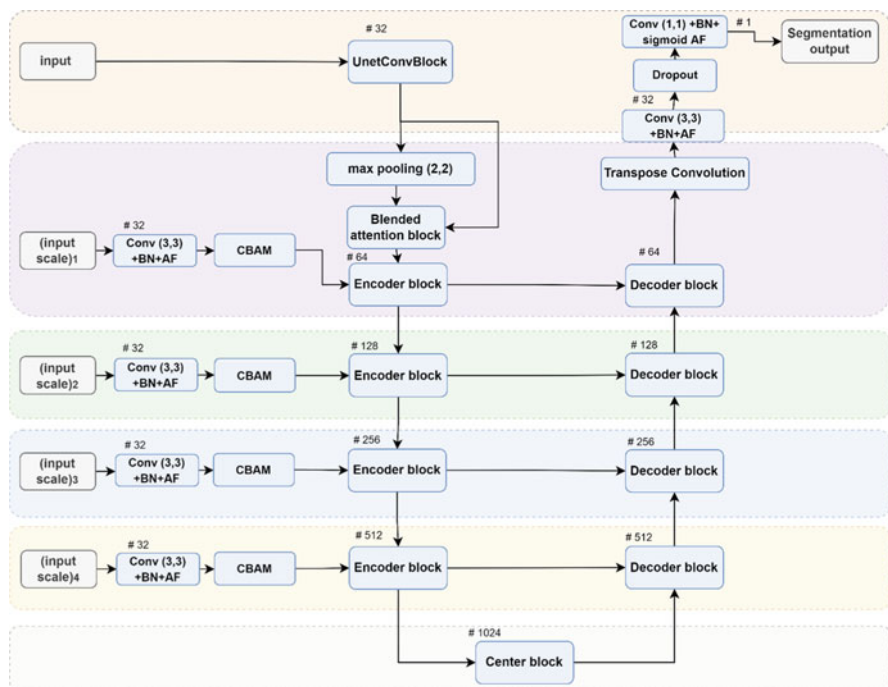 # 32
Conv (1,1) +BN+
sigmoid AF
# 1
Segmentation
output
input
UnetConvBlock
Dropout
# 32
Conv (3,3)
+BN+AF
max pooling (2,2)
Transpose Convolution
Blended
attention block
# 32
(input
scale)1
Conv (3,3)
+BN+AF
CBAM
# 64
Encoder block
# 64
Decoder block
# 32
(input
scale)2
Conv (3,3)
+BN+AF
CBAM
# 128
Encoder block
# 128
Decoder block
# 32
(input
scale)3
Conv (3,3)
+BN+AF
CBAM
# 256
Encoder block
# 256
Decoder block
# 32
(input
scale)4
Conv (3,3)
+BN+AF
CBAM
# 512
Encoder block
# 512
Decoder block
# 1024
Center block